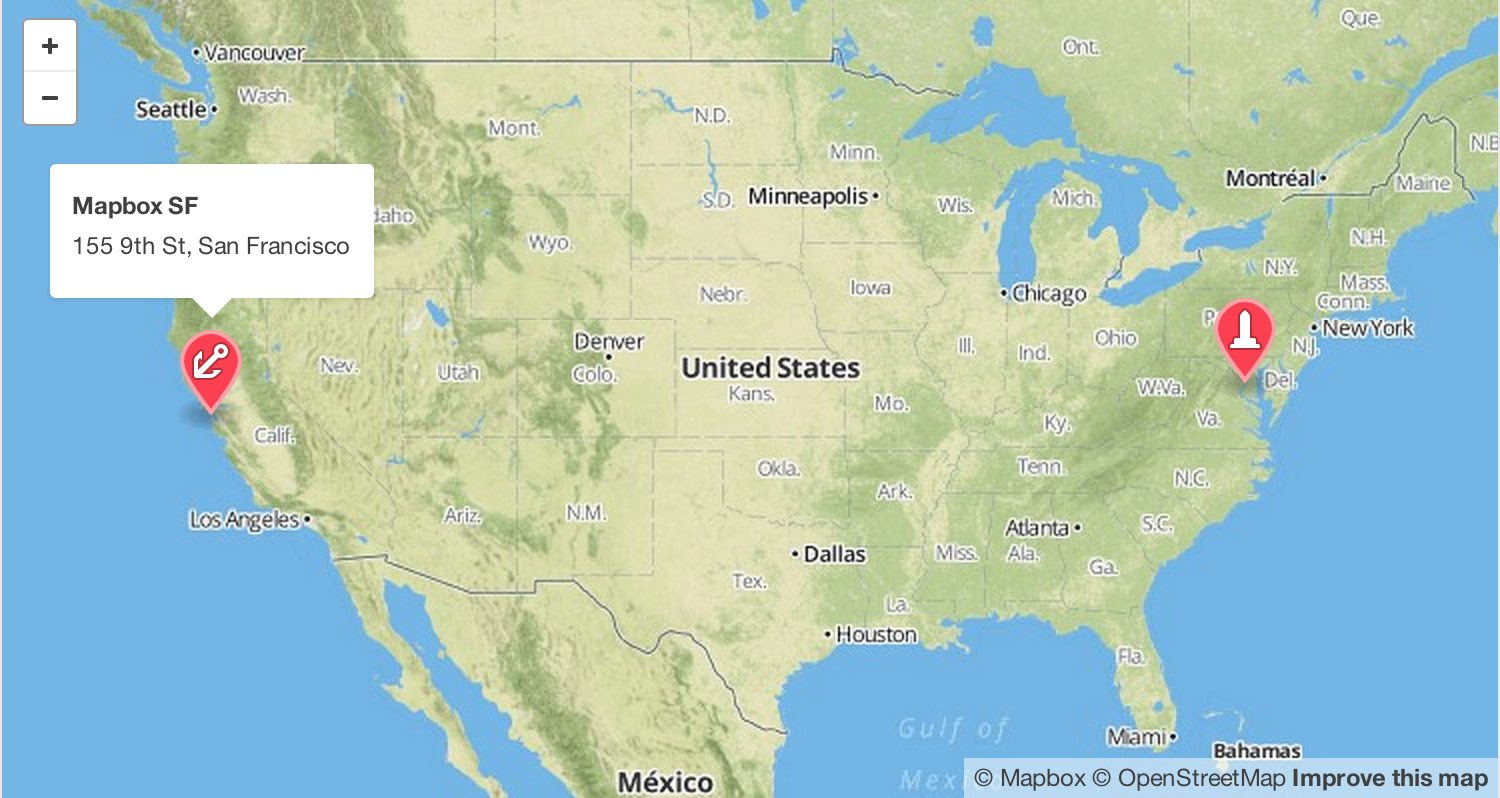 +
−
Vancouver
Seattle
Wash.
Mont.
N.D.
Ont.
Que.
Minn.
N.B
S.D.
Minneapolis
Wis.
Mich.
Montréal
Maine
Mapbox SF
155 9th St, San Francisco
daho
Wyo.
N.H.
N.Y.
Mass.
Nebr.
Iowa
Chicago
Conn.
P
New York
Denver
Colo.
Nev.
Utah
United States
Kans.
Ill.
Ind.
Ohio
N.J.
Del.
W.Va.
Va.
Mo.
Ky.
Calif.
Okla.
Tenn.
N.C.
Ark.
Los Angeles
Ariz.
N.M.
Atlanta
S.C.
Dallas
Miss.
Ala.
Ga.
Tex.
La.
Houston
Fla.
Gulf of
Mexi
Miami
Bahamas
México
© Mapbox © OpenStreetMap Improve this map